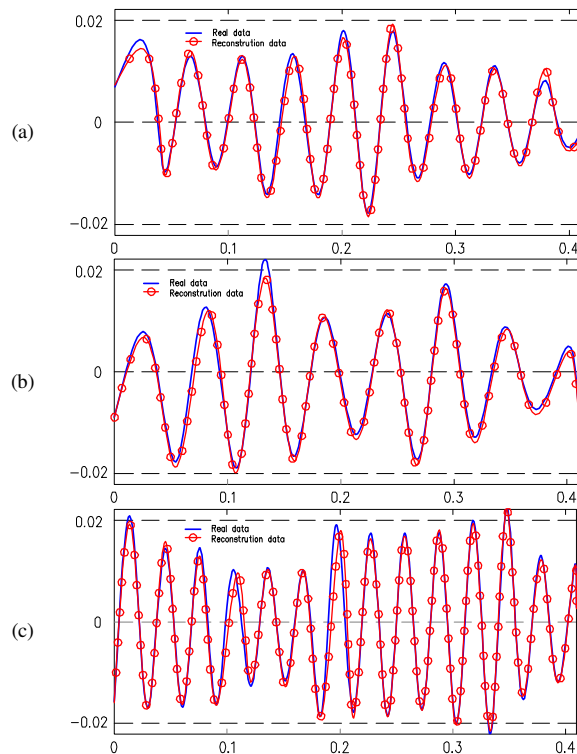 0.02
Real data
Reconstrution data
(a)
0
−0.02
0 0.1 0.2 0.3 0.4
0.02
Real data
Reconstrution data
(b)
0
−0.02
0 0.1 0.2 0.3 0.4
0.02
Real data
Reconstrution data
(c)
0
−0.02
0 0.1 0.2 0.3 0.4